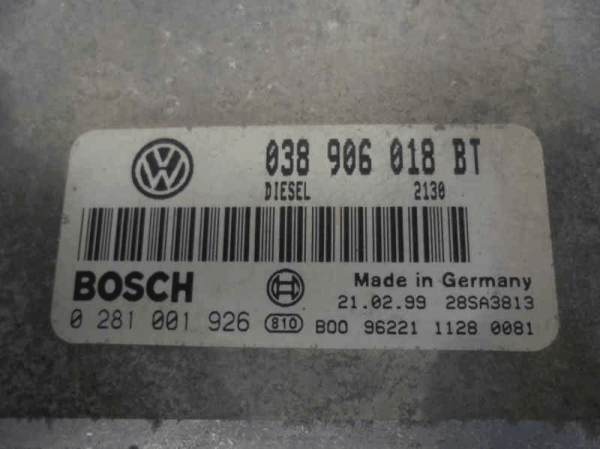 038 906 018 BT
DIESEL 2130
BOSCH
Made in Germany
21.02.99 28SA3813
0 281 001 926 810 B00 96221 1128 0081